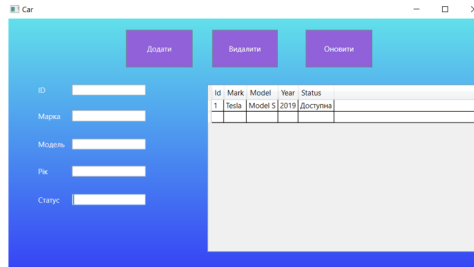 Car
Додати Видалити Оновити
ID
Марка
Модель
Рік
Статус
Id Mark Model Year Status
1 Tesla Model S 2019 Доступна